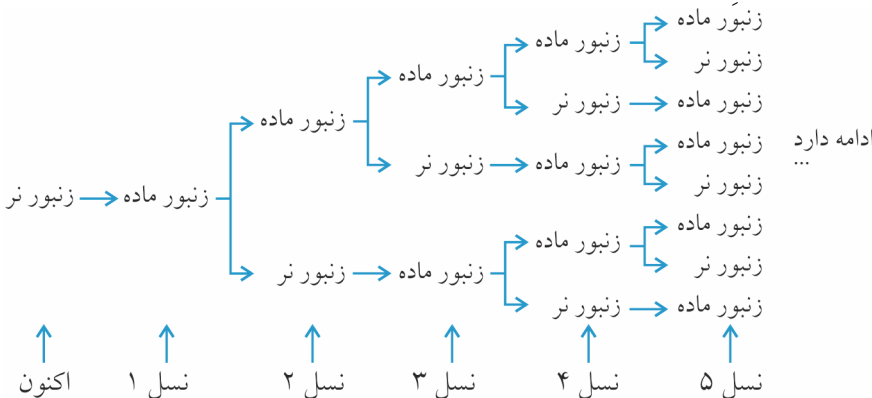 زنبور ماده
زنبور ماده
زنبور نر
زنبور ماده
زنبور نر
زنبور ماده
زنبور ماده
زنبور ماده
ادامه دارد
...
زنبور نر
زنبور ماده
زنبور نر
زنبور نر
زنبور ماده
زنبور ماده
زنبور ماده
زنبور نر
زنبور نر
زنبور ماده
زنبور نر
زنبور ماده
اکنون
نسل ۱
نسل ۲
نسل ۳
نسل ۴
نسل ۵